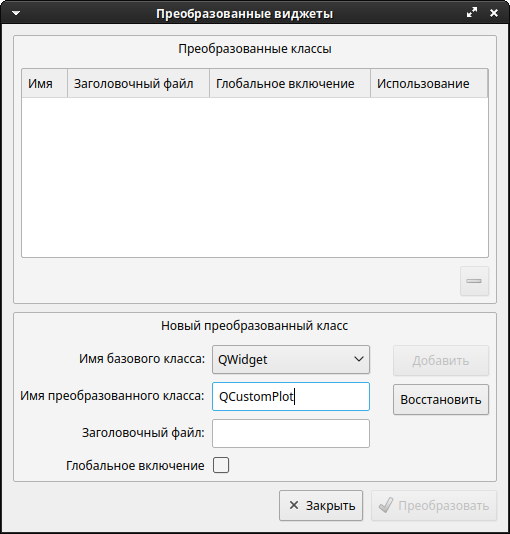 Преобразованные виджеты
Преобразованные классы
Имя Заголовочный файл Глобальное включение Использование
Новый преобразованный класс
Имя базового класса: QWidget Добавить
Имя преобразованного класса: QCustomPlot Восстановить
Заголовочный файл:
Глобальное включение
Закрыть Преобразовать